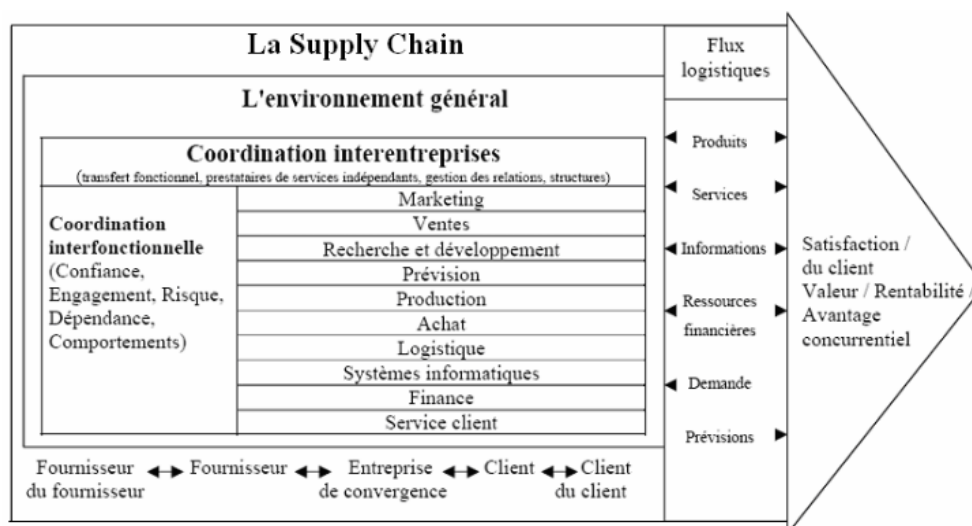 La Supply Chain
Flux
logistiques
L'environnement général
Coordination interentreprises
(transfert fonctionnel, prestataires de services indépendants, gestion des relations, structures)
Coordination
interfonctionnelle
(Confiance,
Engagement, Risque,
Dépendance,
Comportements)
Marketing
Ventes
Recherche et développement
Prévision
Production
Achat
Logistique
Systèmes informatiques
Finance
Service client
Produits
Services
Informations
Ressources
financières
Demande
Prévisions
Satisfaction /
du client
Valeur / Rentabilité /
Avantage
concurrentiel
Fournisseur
du fournisseur
Fournisseur
Entreprise
de convergence
Client
Client
du client